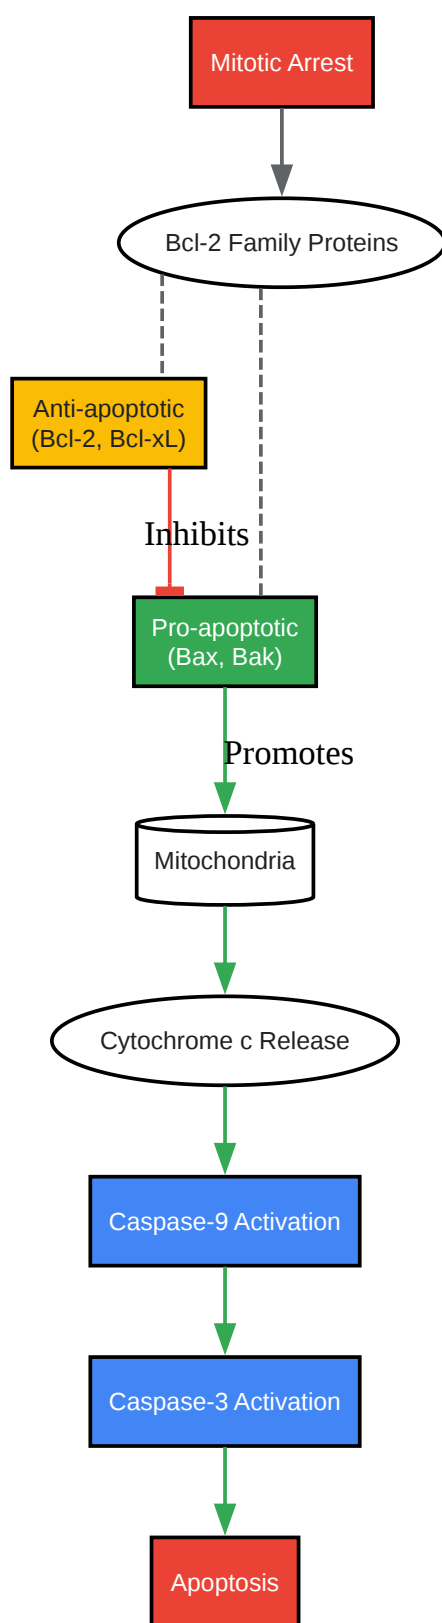 Mitotic Arrest
Bcl-2 Family Proteins
Anti-apoptotic
(Bcl-2, Bcl-xL)
Inhibits
Pro-apoptotic
(Bax, Bak)
Promotes
Mitochondria
Cytochrome c Release
Caspase-9 Activation
Caspase-3 Activation
Apoptosis